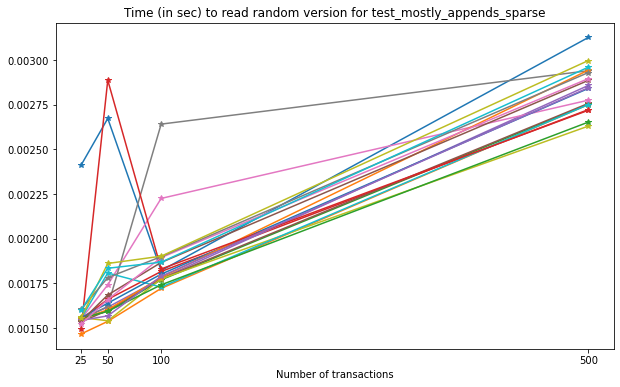 Time (in sec) to read random version for test_mostly_appends_sparse
0.00300
0.00275
0.00250
0.00225
0.00200
0.00175
0.00150
25 50 100 500
Number of transactions